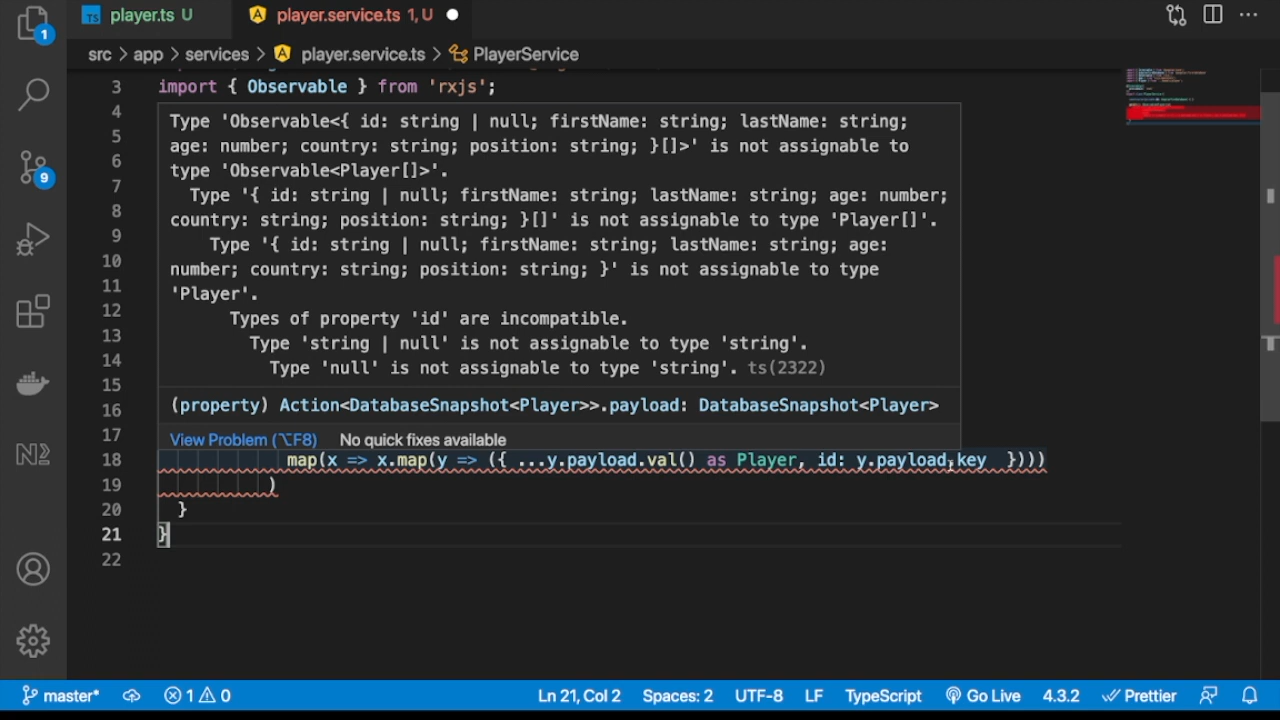 1
TS player.ts U
player.service.ts 1, U
src > app > services > player.service.ts > PlayerService
3 import { Observable } from 'rxjs';
4
Type 'Observable<{ id: string | null; firstName: string; lastName: string;
5 age: number; country: string; position: string; }[]>' is not assignable to
6 type 'Observable<Player[]>'.
7 Type '{ id: string | null; firstName: string; lastName: string; age: number;
8 country: string; position: string; }[]' is not assignable to type 'Player[]'.
9 Type '{ id: string | null; firstName: string; lastName: string; age:
10 number; country: string; position: string; }' is not assignable to type
11 'Player'.
12 Types of property 'id' are incompatible.
13 Type 'string | null' is not assignable to type 'string'.
14 Type 'null' is not assignable to type 'string'. ts(2322)
15
16 (property) Action<DatabaseSnapshot<Player>>.payload: DatabaseSnapshot<Player>
17 View Problem (⌥F8) No quick fixes available
18 map(x => x.map(y => ({ ...y.payload.val() as Player, id: y.payload.key })))
19 )
20 }
21 }
22
9
N
master* 1 0 Ln 21, Col 2 Spaces: 2 UTF-8 LF TypeScript Go Live 4.3.2 Prettier